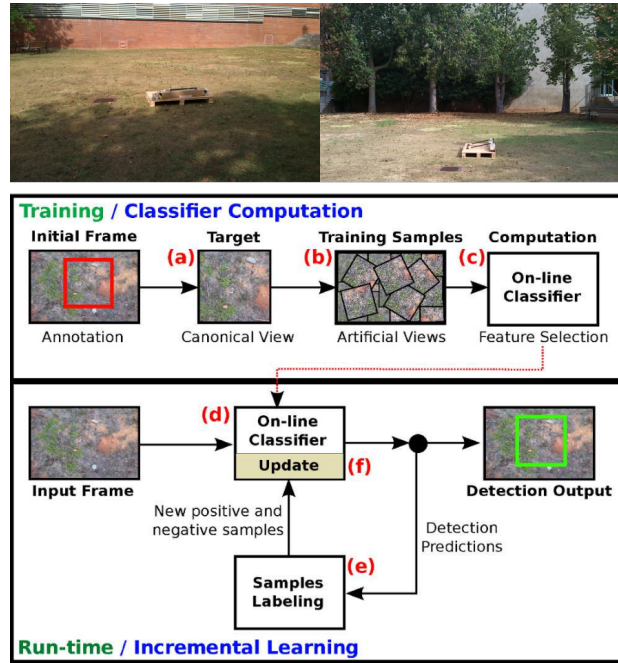 Training / Classifier Computation
Initial Frame
(a)
Target
(b)
Training Samples
(c)
Computation
On-line
Classifier
Annotation
Canonical View
Artificial Views
Feature Selection
(d)
On-line
Classifier
Update
(f)
Input Frame
Detection Output
New positive and
negative samples
Detection
Predictions
(e)
Samples
Labeling
Run-time / Incremental Learning